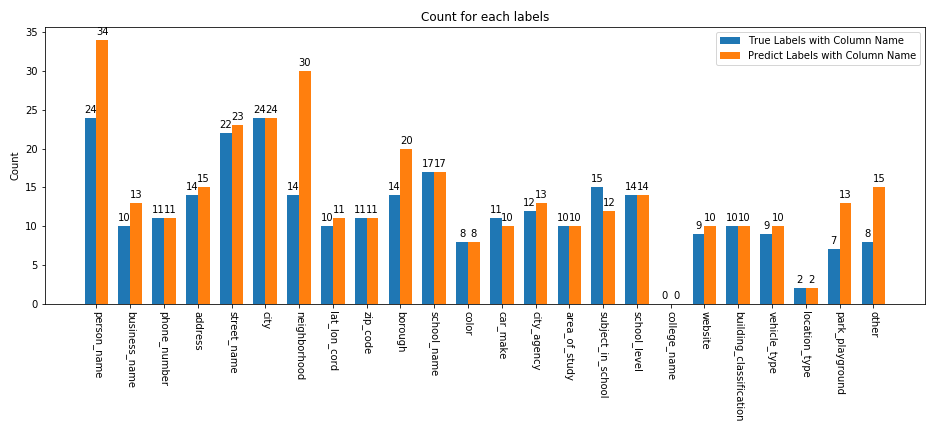 Count for each labels
True Labels with Column Name
Predict Labels with Column Name
Count
35
30
25
20
15
10
5
0
24 34
10 13
11 11
14 15
22 23
24 24
14 30
10 11
11 11
14 20
17 17
8 8
11 10
12 13
10 10
15 12
14 14
0 0
9 10
10 10
9 10
2 2
7 13
8 15
person_name
business_name
phone_number
address
street_name
city
neighborhood
lat_lon_cord
zip_code
borough
school_name
color
car_make
city_agency
area_of_study
subject_in_school
school_level
college_name
website
building_classification
vehicle_type
location_type
park_playground
other